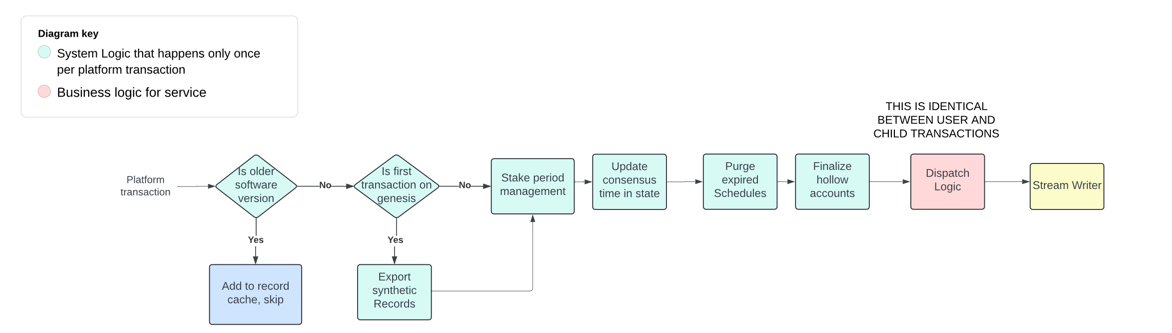 Diagram key
System Logic that happens only once
per platform transaction
Business logic for service
THIS IS IDENTICAL
BETWEEN USER AND
CHILD TRANSACTIONS
Platform
transaction
Is older
software
version
No
Is first
transaction on
genesis
No
Stake period
management
Update
consensus
time in state
Purge
expired
Schedules
Finalize
hollow
accounts
Dispatch
Logic
Stream Writer
Yes
Yes
Add to record
cache, skip
Export
synthetic
Records